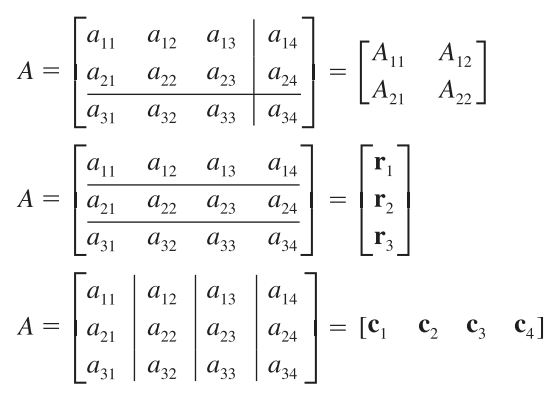 A = [ a₁₁ a₁₂ a₁₃ | a₁₄ ] = [ A₁₁ A₁₂ ]
[ a₂₁ a₂₂ a₂₃ | a₂₄ ] [ A₂₁ A₂₂ ]
[ a₃₁ a₃₂ a₃₃ | a₃₄ ]
A = [ a₁₁ a₁₂ a₁₃ a₁₄ ] = [ 𝐫₁ ]
[ a₂₁ a₂₂ a₂₃ a₂₄ ] [ 𝐫₂ ]
[ a₃₁ a₃₂ a₃₃ a₃₄ ] [ 𝐫₃ ]
A = [ a₁₁ | a₁₂ | a₁₃ | a₁₄ ] = [𝐜₁ 𝐜₂ 𝐜₃ 𝐜₄]
[ a₂₁ | a₂₂ | a₂₃ | a₂₄ ]
[ a₃₁ | a₃₂ | a₃₃ | a₃₄ ]